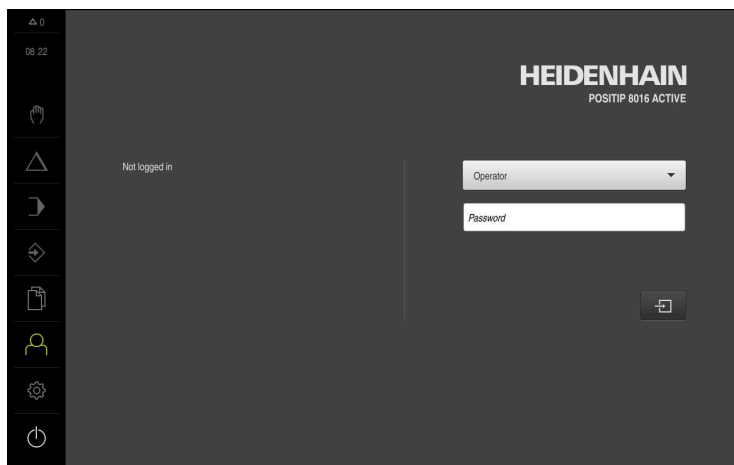 0
08 22
HEIDENHAIN
POSITIP 8016 ACTIVE
Not logged in
Operator
Password